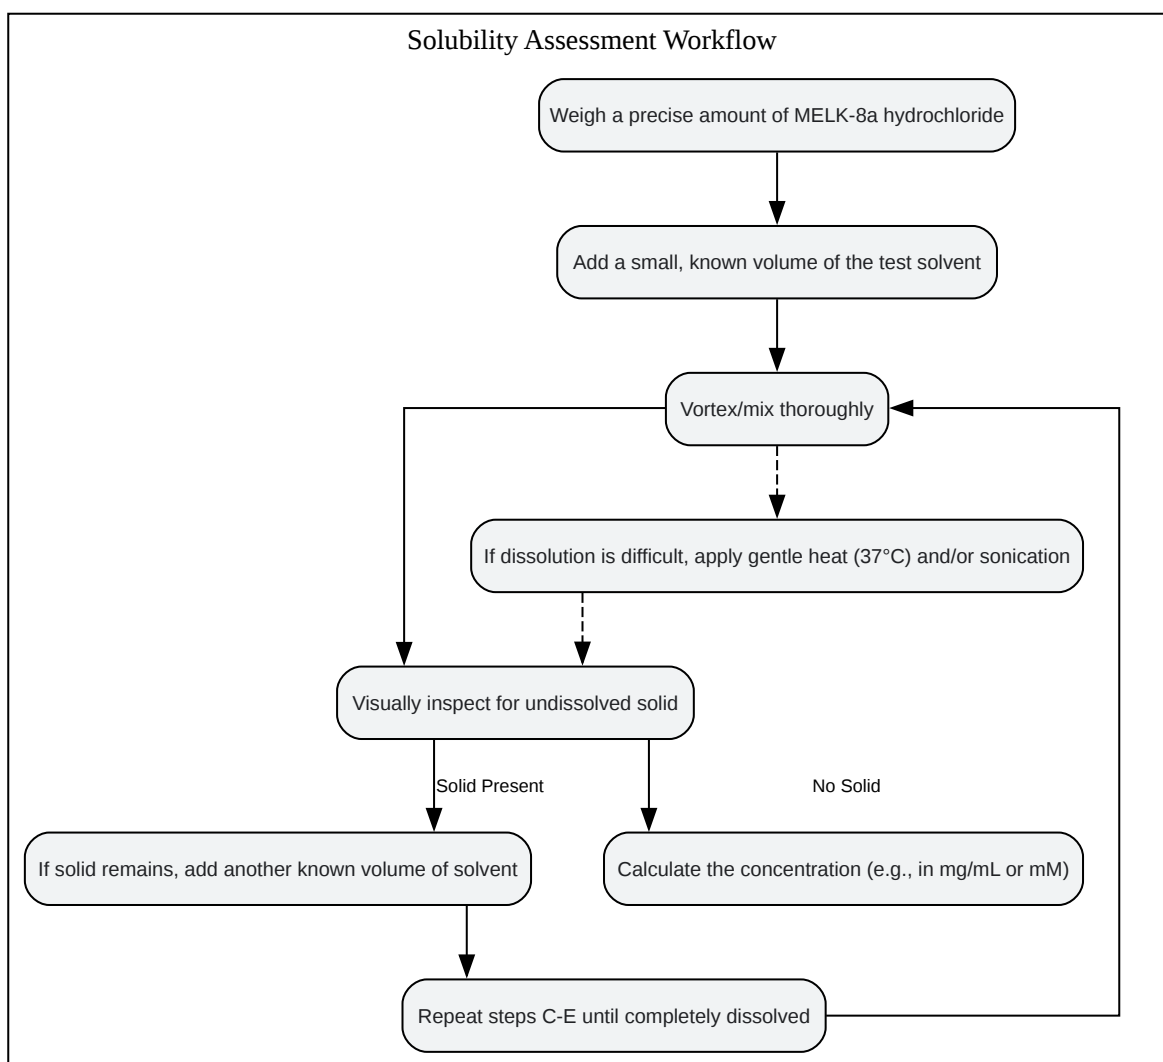 Solubility Assessment Workflow
Weigh a precise amount of MELK-8a hydrochloride
Add a small, known volume of the test solvent
Vortex/mix thoroughly
If dissolution is difficult, apply gentle heat (37°C) and/or sonication
Visually inspect for undissolved solid
Solid Present
No Solid
If solid remains, add another known volume of solvent
Calculate the concentration (e.g., in mg/mL or mM)
Repeat steps C-E until completely dissolved